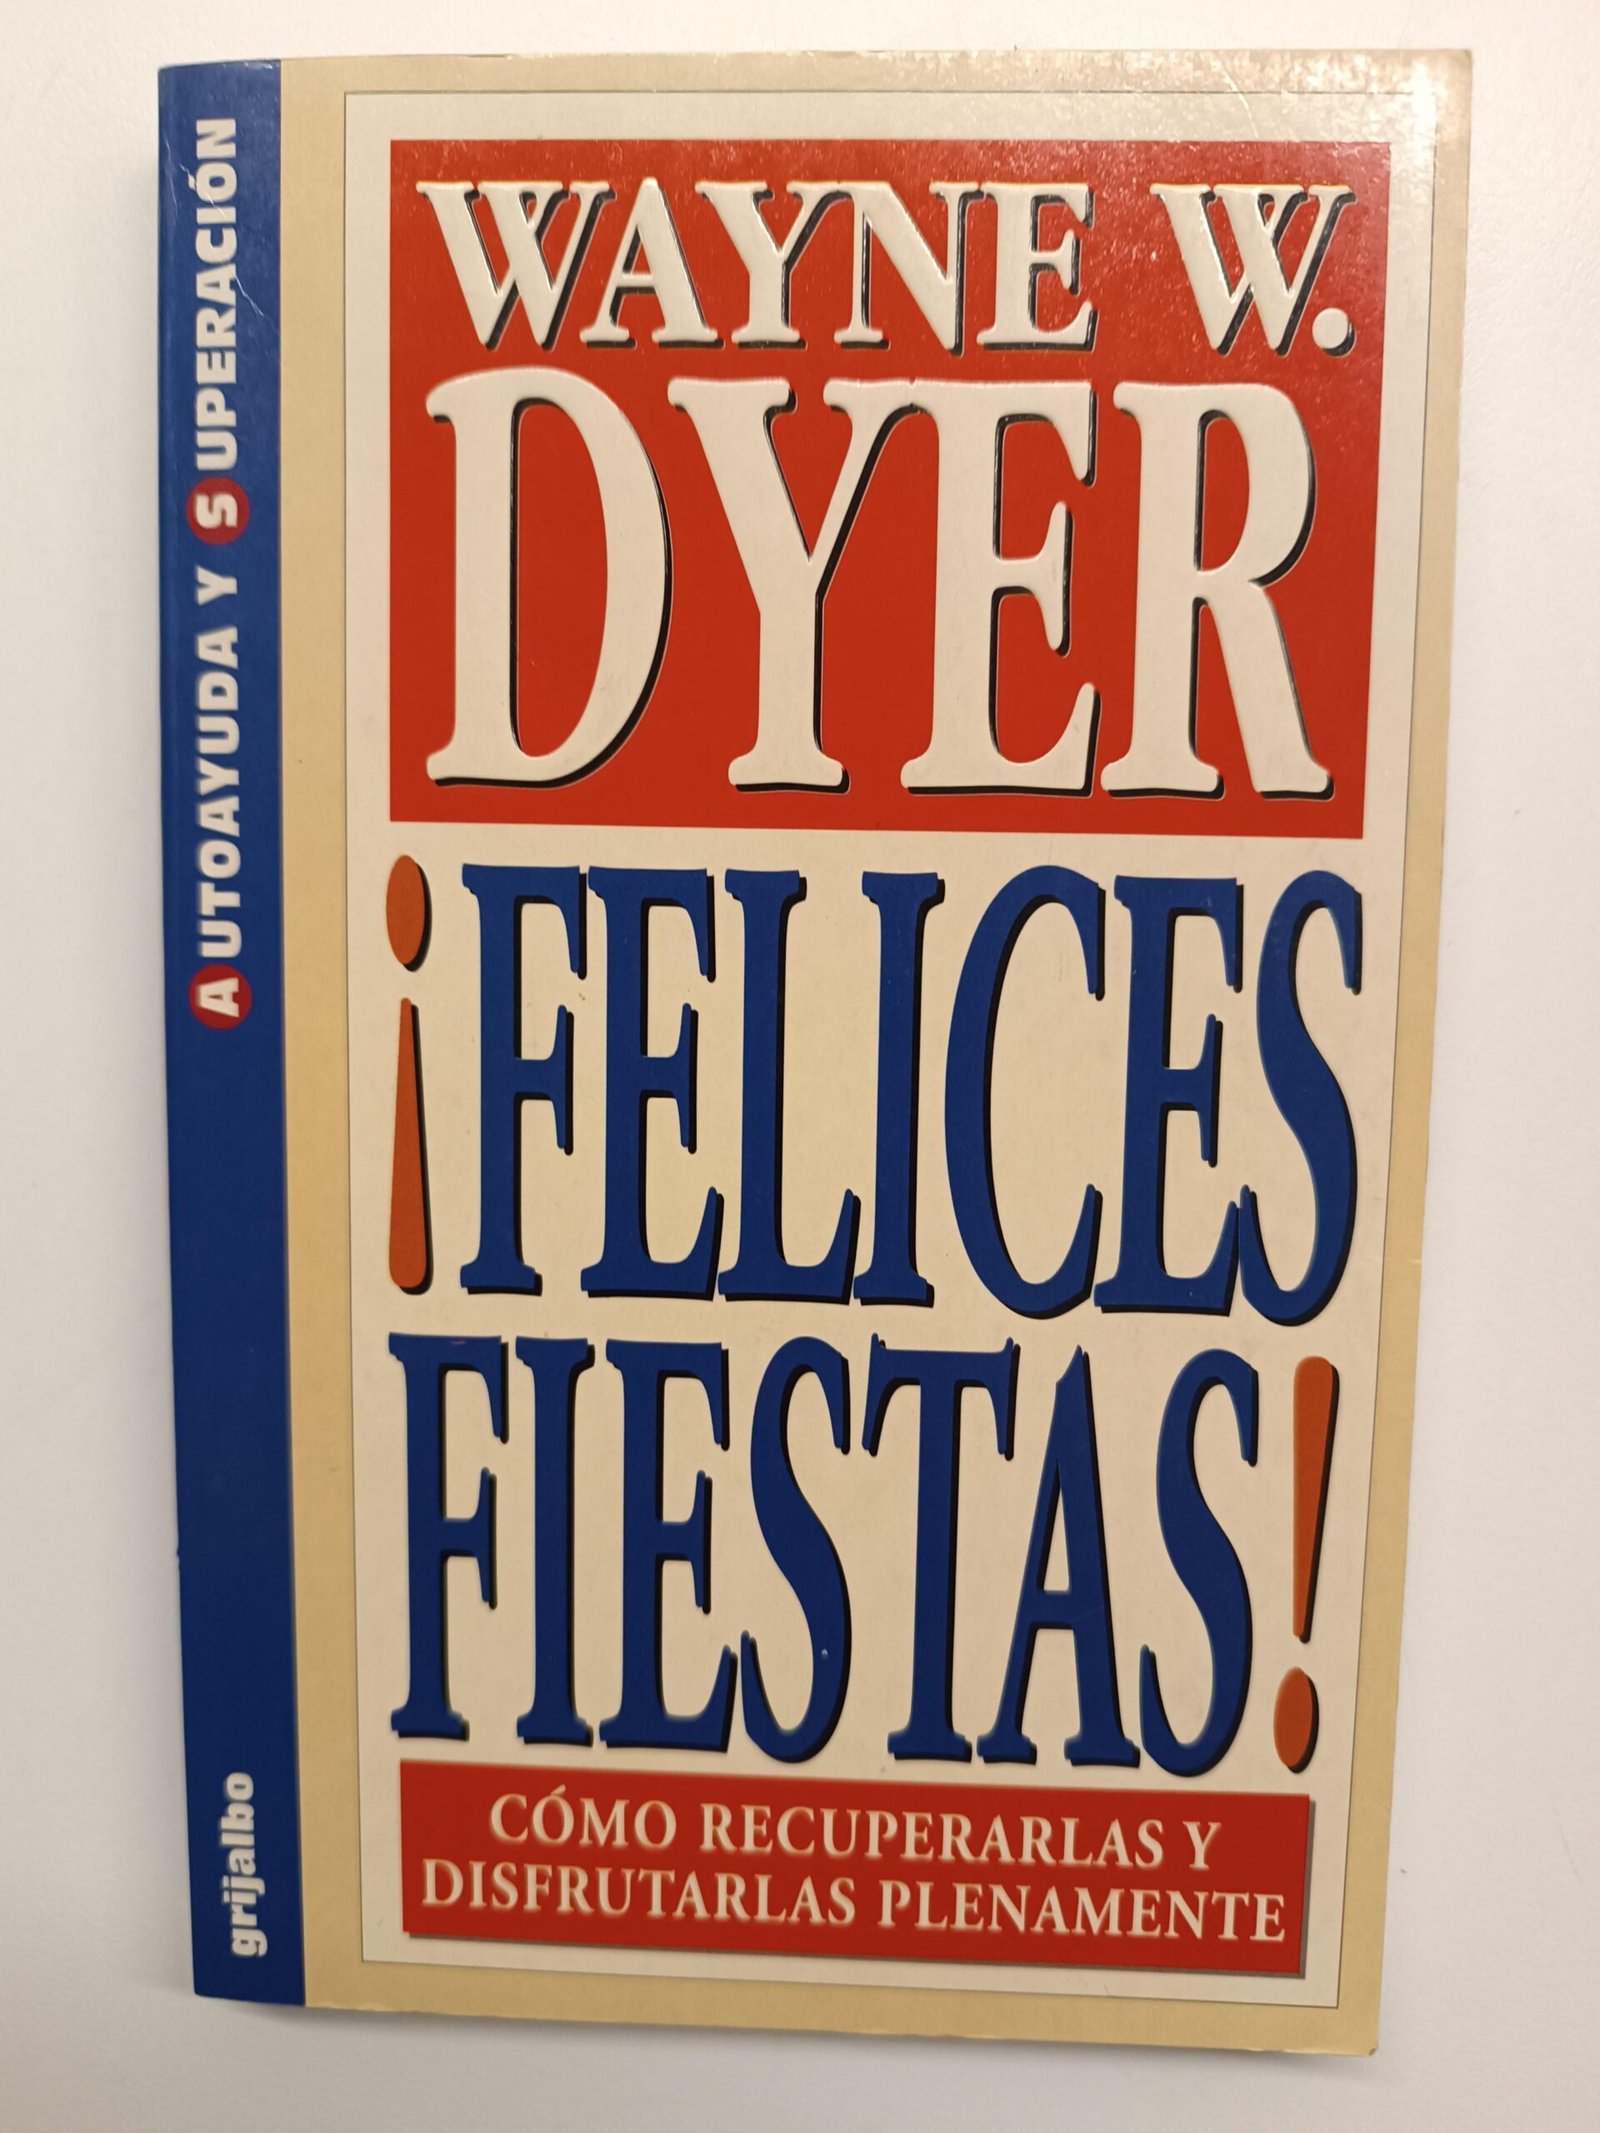 WAYNE W.
DYER
¡FELICES
FIESTAS!
CÓMO RECUPERARLAS Y
DISFRUTARLAS PLENAMENTE
AUTOAYUDA Y SUPERACIÓN
grijalbo